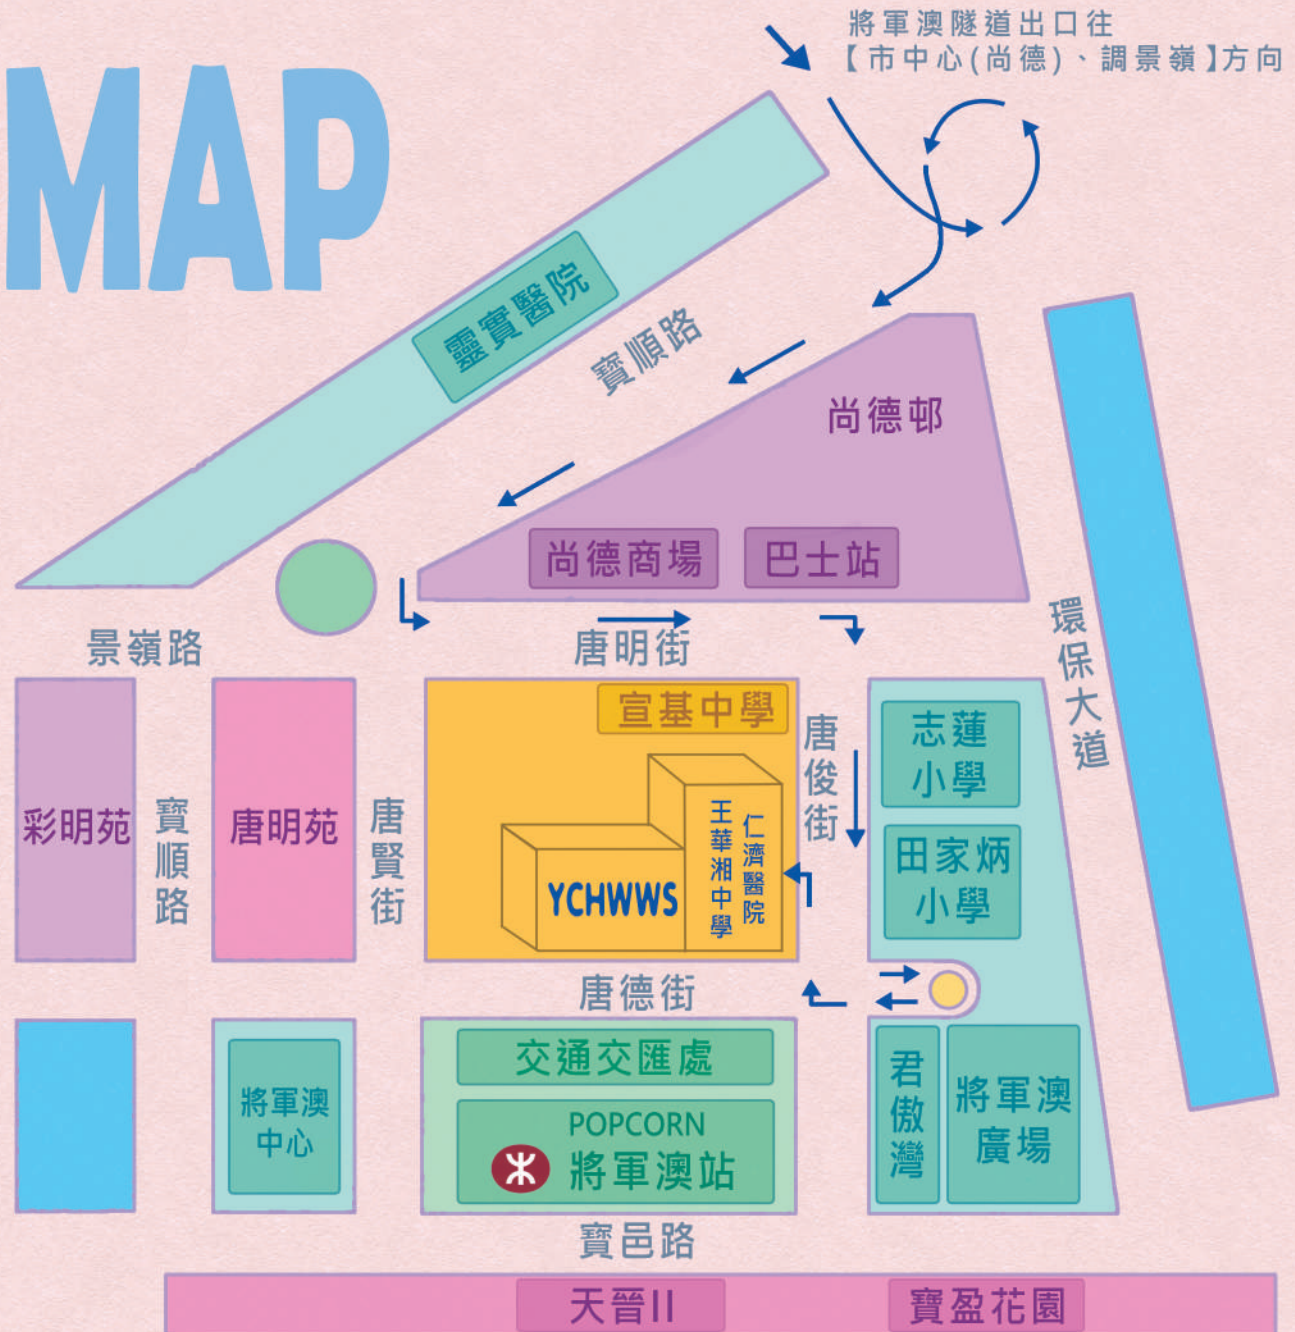 將軍澳隧道出口往
【市中心(尚德)、調景嶺】方向
MAP
靈實醫院
寶順路
尚德邨
尚德商場
巴士站
環保大道
景嶺路
唐明街
宣基中學
唐俊街
志蓮
小學
彩明苑
寶順路
唐明苑
唐賢街
YCHWWS
仁濟醫院
王華湘中學
田家炳
小學
唐德街
交通交匯處
將軍澳
中心
POPCORN
將軍澳站
君傲灣
將軍澳
廣場
寶邑路
天晉II
寶盈花園